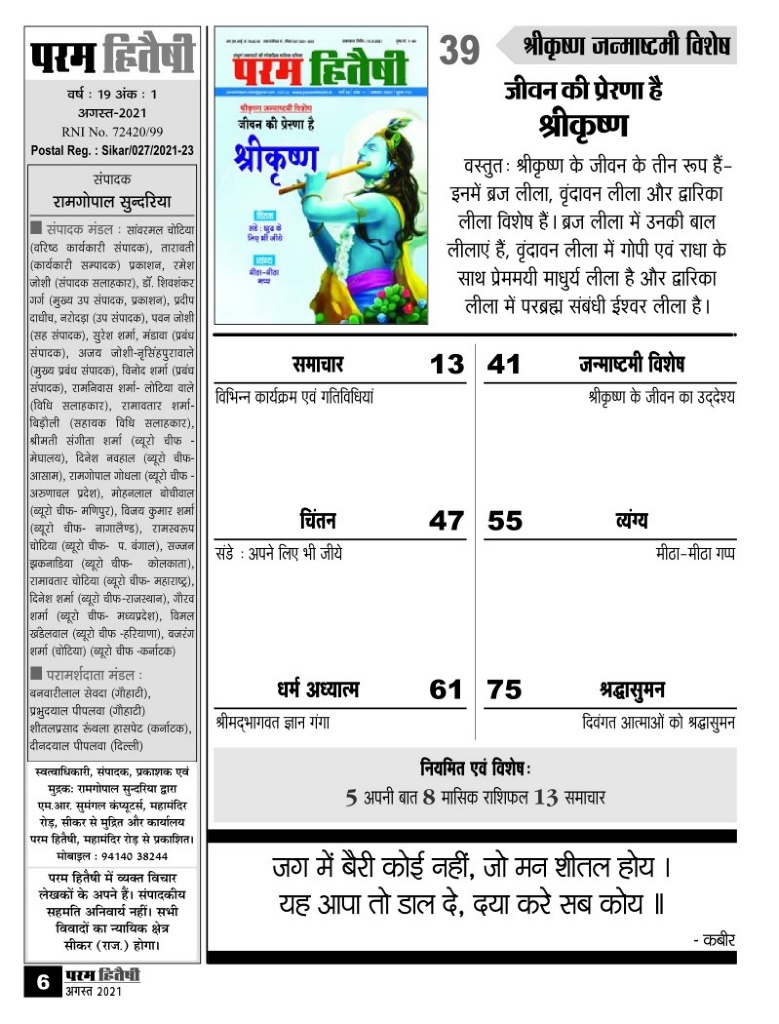 परम हितैषी
वर्ष : 19 अंक : 1
अगस्त-2021
RNI No. 72420/99
Postal Reg. : Sikar/027/2021-23
संपादक
रामगोपाल सुन्दरिया
संपादक मंडल : सांवरमल चोटिया
(वरिष्ठ कार्यकारी संपादक), तारावती
(कार्यकारी सम्पादक) प्रकाशन, रमेश
जोशी (संपादक सलाहकार), डॉ. शिवशंकर
गर्ग (मुख्य उप संपादक, प्रकाशन), प्रदीप
दाधीच, नरोदड़ा (उप संपादक), पवन जोशी
(सह संपादक), सुरेश शर्मा, मंडावा (प्रबंध
संपादक), अजय जोशी-नृसिंहपुरावाले
(मुख्य प्रबंध संपादक), विनोद शर्मा (प्रबंध
संपादक), रामनिवास शर्मा- लोटिया वाले
(विधि सलाहकार), रामावतार शर्मा-
बिड़ौली (सहायक विधि सलाहकार),
श्रीमती संगीता शर्मा (ब्यूरो चीफ -
मेघालय), दिनेश नवहाल (ब्यूरो चीफ-
आसाम), रामगोपाल गोधला (ब्यूरो चीफ -
अरुणाचल प्रदेश), मोहनलाल बोचीवाल
(ब्यूरो चीफ- मणिपुर), विजय कुमार शर्मा
(ब्यूरो चीफ- नागालैण्ड), रामस्वरूप
चोटिया (ब्यूरो चीफ- प. बंगाल), सज्जन
झकनाडिया (ब्यूरो चीफ- कोलकाता),
रामावतार चोटिया (ब्यूरो चीफ- महाराष्ट्र),
दिनेश शर्मा (ब्यूरो चीफ-राजस्थान), गौरव
शर्मा (ब्यूरो चीफ- मध्यप्रदेश), विमल
खंडेलवाल (ब्यूरो चीफ -हरियाणा), बजरंग
शर्मा (चोटिया) (ब्यूरो चीफ -कर्नाटक)
परामर्शदाता मंडल :
बनवारीलाल सेवदा (गौहाटी),
प्रभुदयाल पीपलवा (गौहाटी)
शीतलप्रसाद रूंथला हासपेट (कर्नाटक),
दीनदयाल पिपलवा (दिल्ली)
स्वत्वाधिकारी, संपादक, प्रकाशक एवं
मुद्रक: रामगोपाल सुन्दरिया द्वारा
एम.आर. सुमंगल कंप्यूटर्स, महामंदिर
रोड़, सीकर से मुद्रित और कार्यालय
परम हितैषी, महामंदिर रोड़ से प्रकाशित।
मोबाइल : 94140 38244
परम हितैषी में व्यक्त विचार
लेखकों के अपने हैं। संपादकीय
सहमति अनिवार्य नहीं। सभी
विवादों का न्यायिक क्षेत्र
सीकर (राज.) होगा।
परम हितैषी
श्रीकृष्ण जन्माष्टमी विशेष
जीवन की प्रेरणा है
श्रीकृष्ण
चिंतन
संडे : खुद के
लिए भी जीये
व्यंग्य
मीठा-मीठा
गप्प
39 श्रीकृष्ण जन्माष्टमी विशेष
जीवन की प्रेरणा है
श्रीकृष्ण
वस्तुतः श्रीकृष्ण के जीवन के तीन रूप हैं-
इनमें ब्रज लीला, वृंदावन लीला और द्वारिका
लीला विशेष हैं। ब्रज लीला में उनकी बाल
लीलाएं हैं, वृंदावन लीला में गोपी एवं राधा के
साथ प्रेममयी माधुर्य लीला है और द्वारिका
लीला में परब्रह्म संबंधी ईश्वर लीला है।
समाचार 13
विभिन्न कार्यक्रम एवं गतिविधियां
41 जन्माष्टमी विशेष
श्रीकृष्ण के जीवन का उद्देश्य
चिंतन 47
संडे : अपने लिए भी जीये
55 व्यंग्य
मीठा-मीठा गप्प
धर्म अध्यात्म 61
श्रीमद्भागवत ज्ञान गंगा
75 श्रद्धासुमन
दिवंगत आत्माओं को श्रद्धासुमन
नियमित एवं विशेष:
5 अपनी बात 8 मासिक राशिफल 13 समाचार
जग में बैरी कोई नहीं, जो मन शीतल होय ।
यह आपा तो डाल दे, दया करे सब कोय ॥
- कबीर
6 परम हितैषी
अगस्त 2021